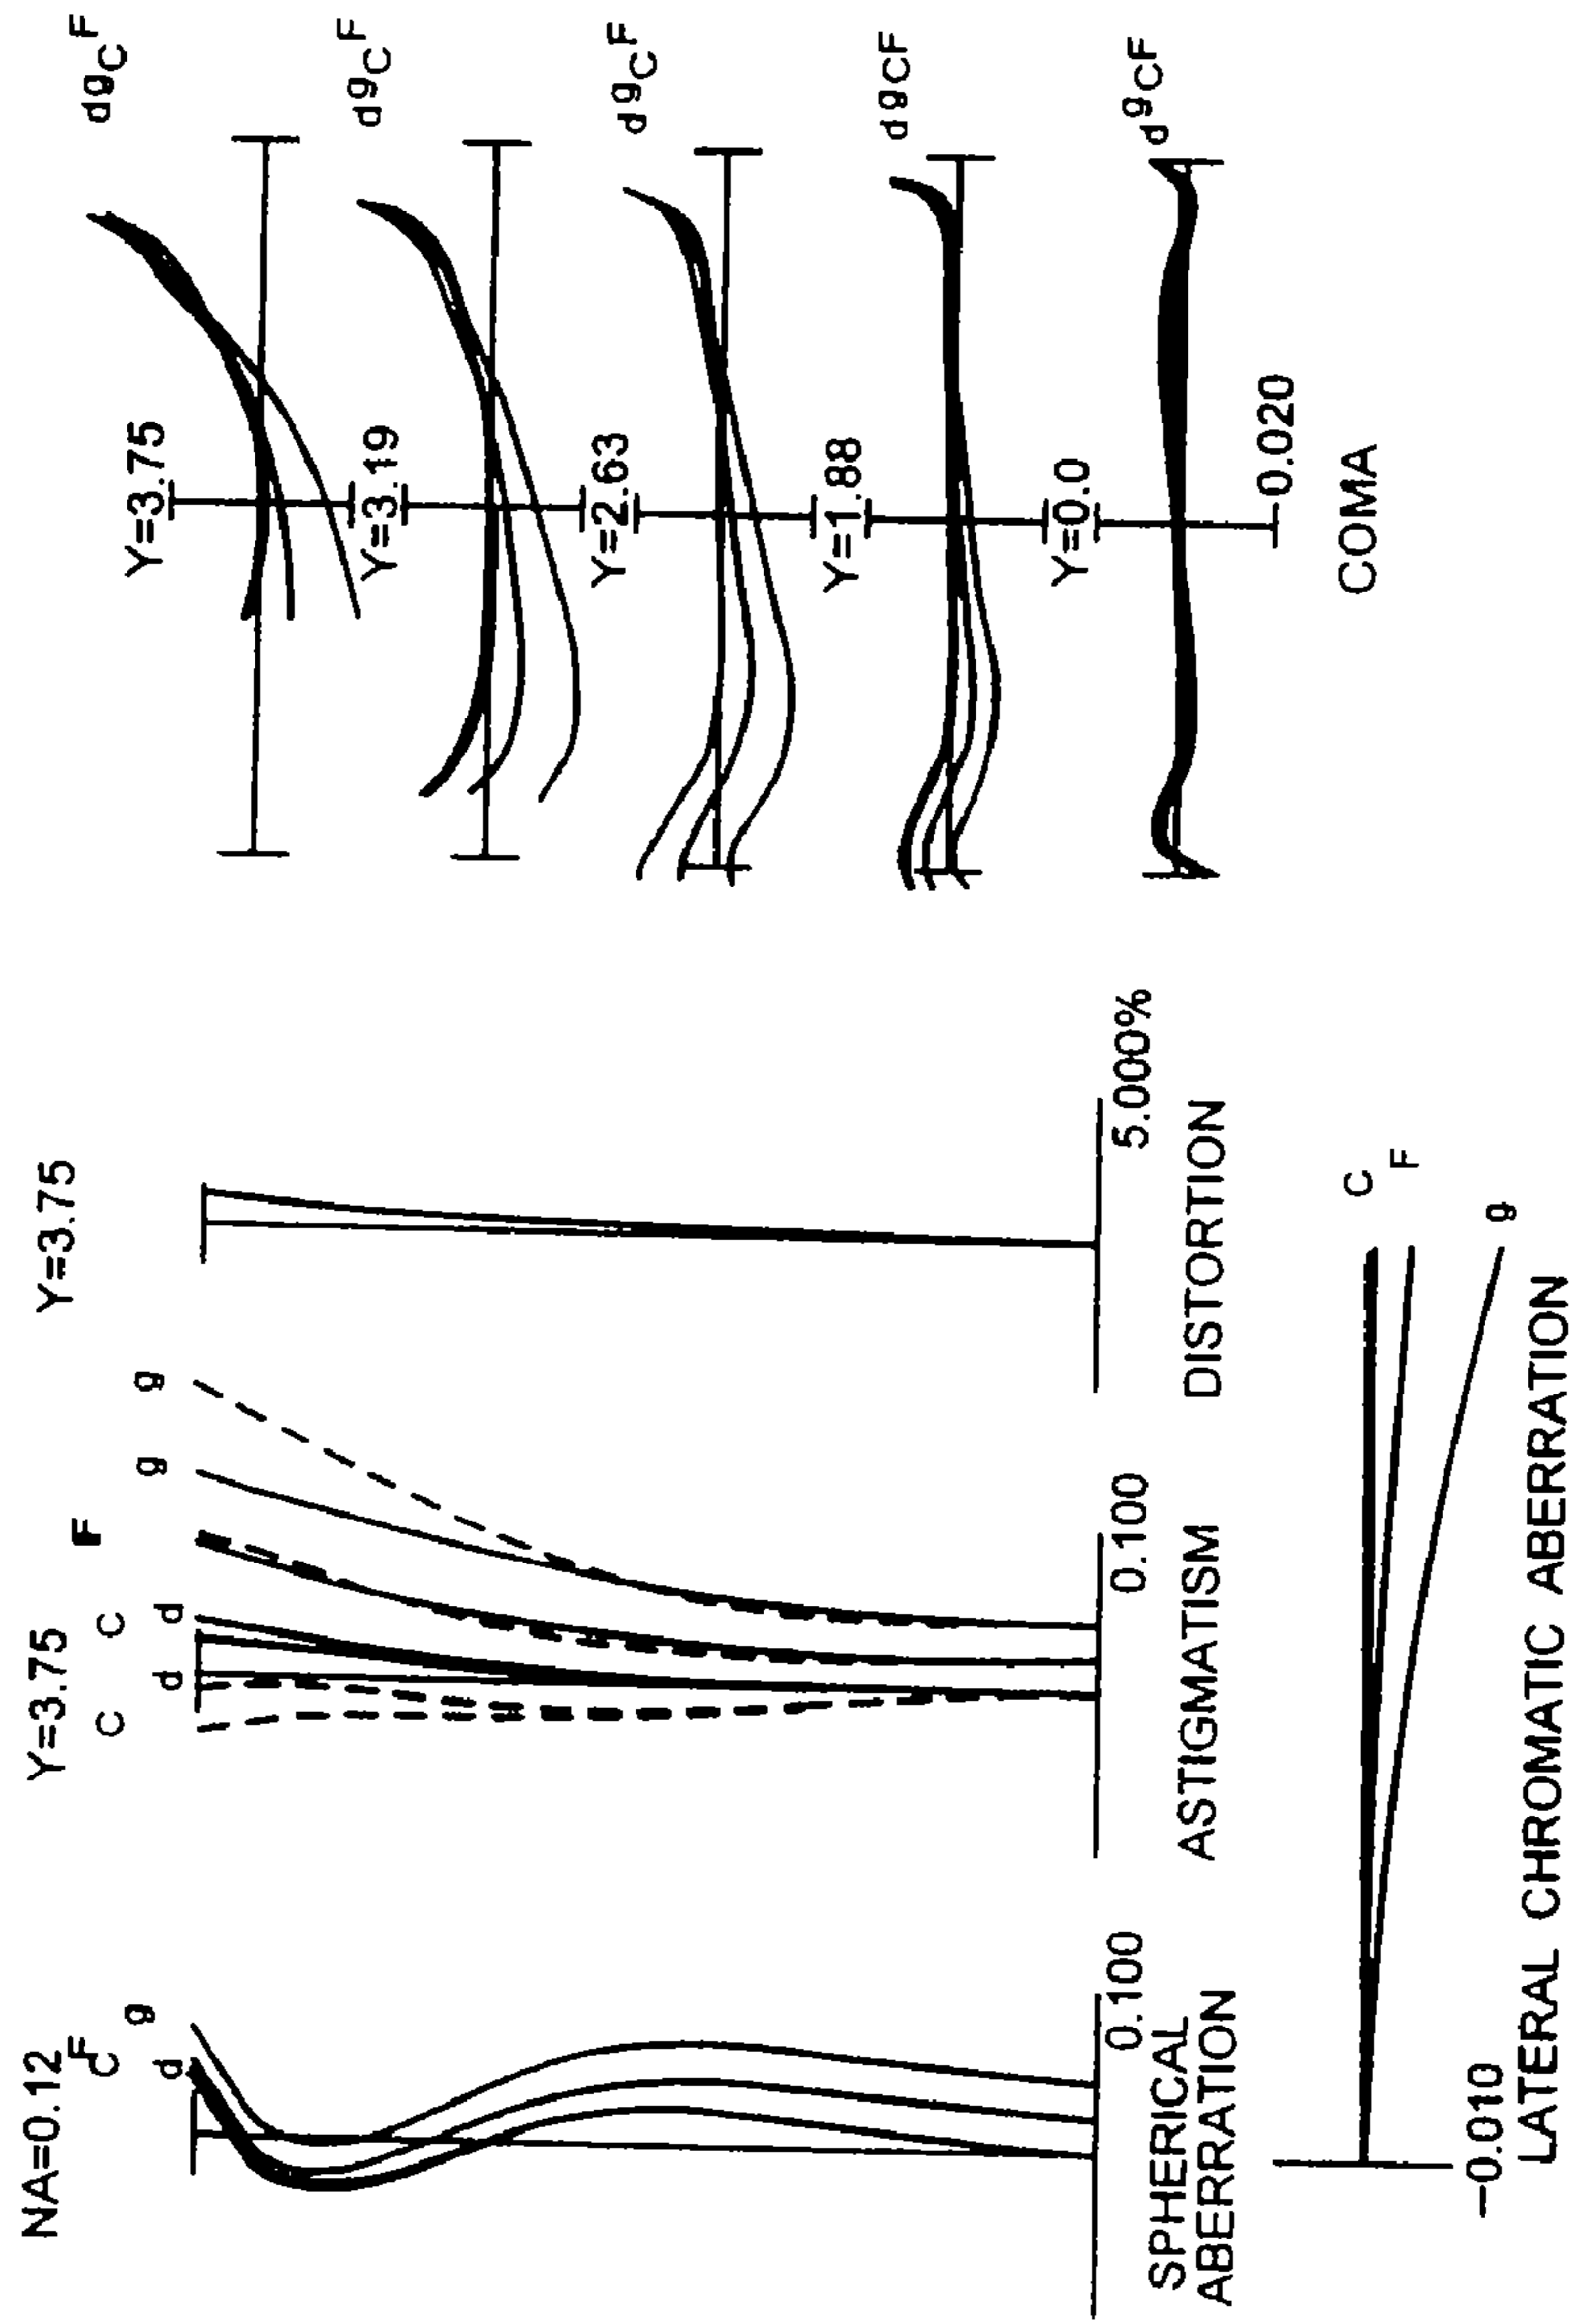 NA=0.12
C F
d
g
0.100
SPHERICAL
ABERRATION
Y=3.75
C
d
C
d
F
g
g
0.100
ASTIGMATISM
Y=3.75
5.000%
DISTORTION
Y=3.75
dgCF
Y=3.19
dgCF
Y=2.63
dgCF
Y=1.88
dgCF
Y=0.0
dgCF
0.020
COMA
-0.010
C
F
g
LATERAL CHROMATIC ABERRATION